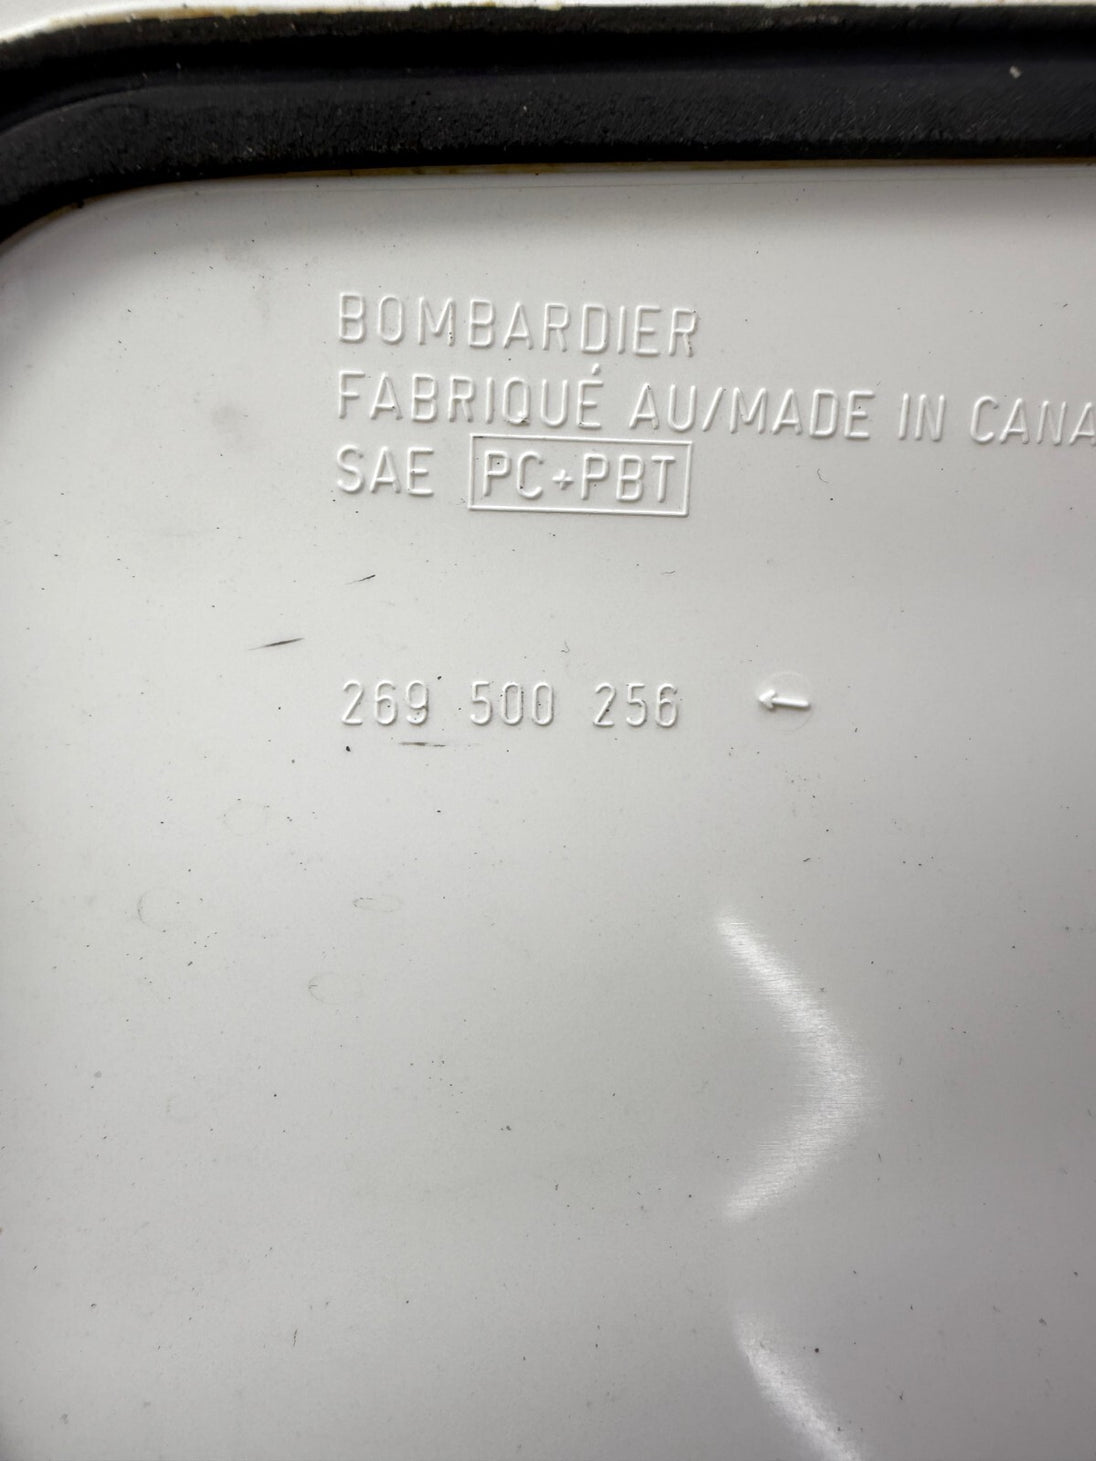 BOMBARDIER
FABRIQUÉ AU/MADE IN CANA
SAE PC+PBT
269 500 256